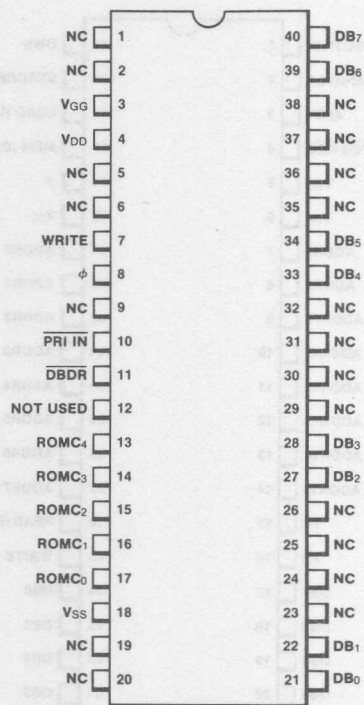 NC 1 40 DB7
NC 2 39 DB6
VGG 3 38 NC
VDD 4 37 NC
NC 5 36 NC
NC 6 35 NC
WRITE 7 34 DB5
ϕ 8 33 DB4
NC 9 32 NC
PRI IN 10 31 NC
DBDR 11 30 NC
NOT USED 12 29 NC
ROMC4 13 28 DB3
ROMC3 14 27 DB2
ROMC2 15 26 NC
ROMC1 16 25 NC
ROMC0 17 24 NC
VSS 18 23 NC
NC 19 22 DB1
NC 20 21 DB0